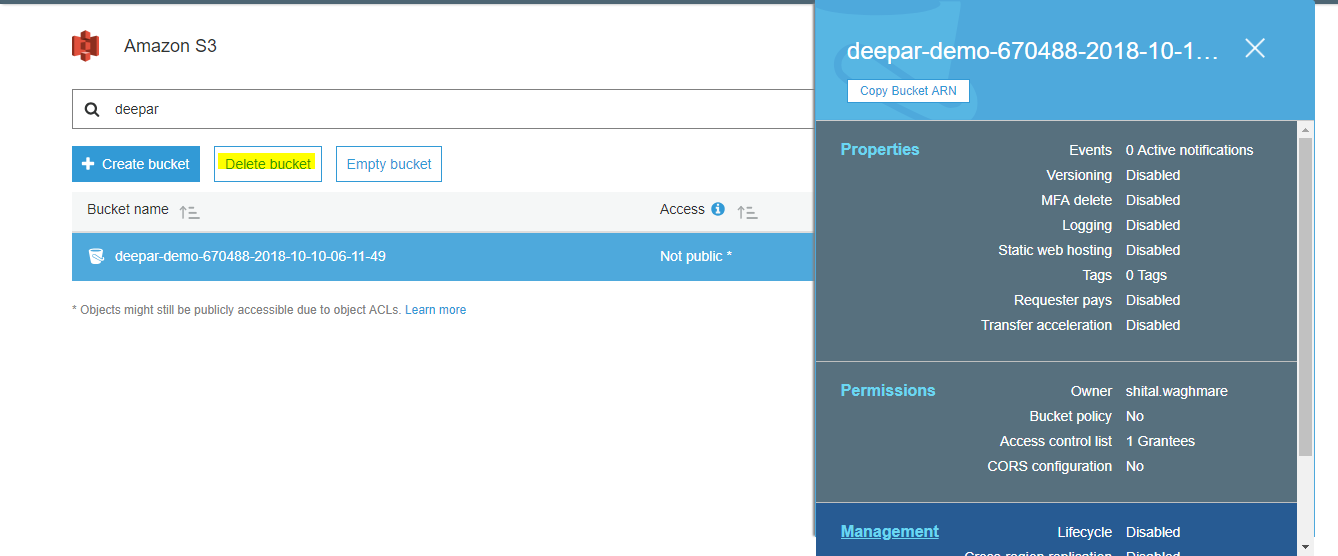 Amazon S3
deepar
Create bucket Delete bucket Empty bucket
Bucket name Access
deepar-demo-670488-2018-10-10-06-11-49 Not public *
* Objects might still be publicly accessible due to object ACLs. Learn more
deepar-demo-670488-2018-10-1...
Copy Bucket ARN
Properties Events 0 Active notifications
Versioning Disabled
MFA delete Disabled
Logging Disabled
Static web hosting Disabled
Tags 0 Tags
Requester pays Disabled
Transfer acceleration Disabled
Permissions Owner shital.waghmare
Bucket policy No
Access control list 1 Grantees
CORS configuration No
Management Lifecycle Disabled
Cross-region replication Disabled